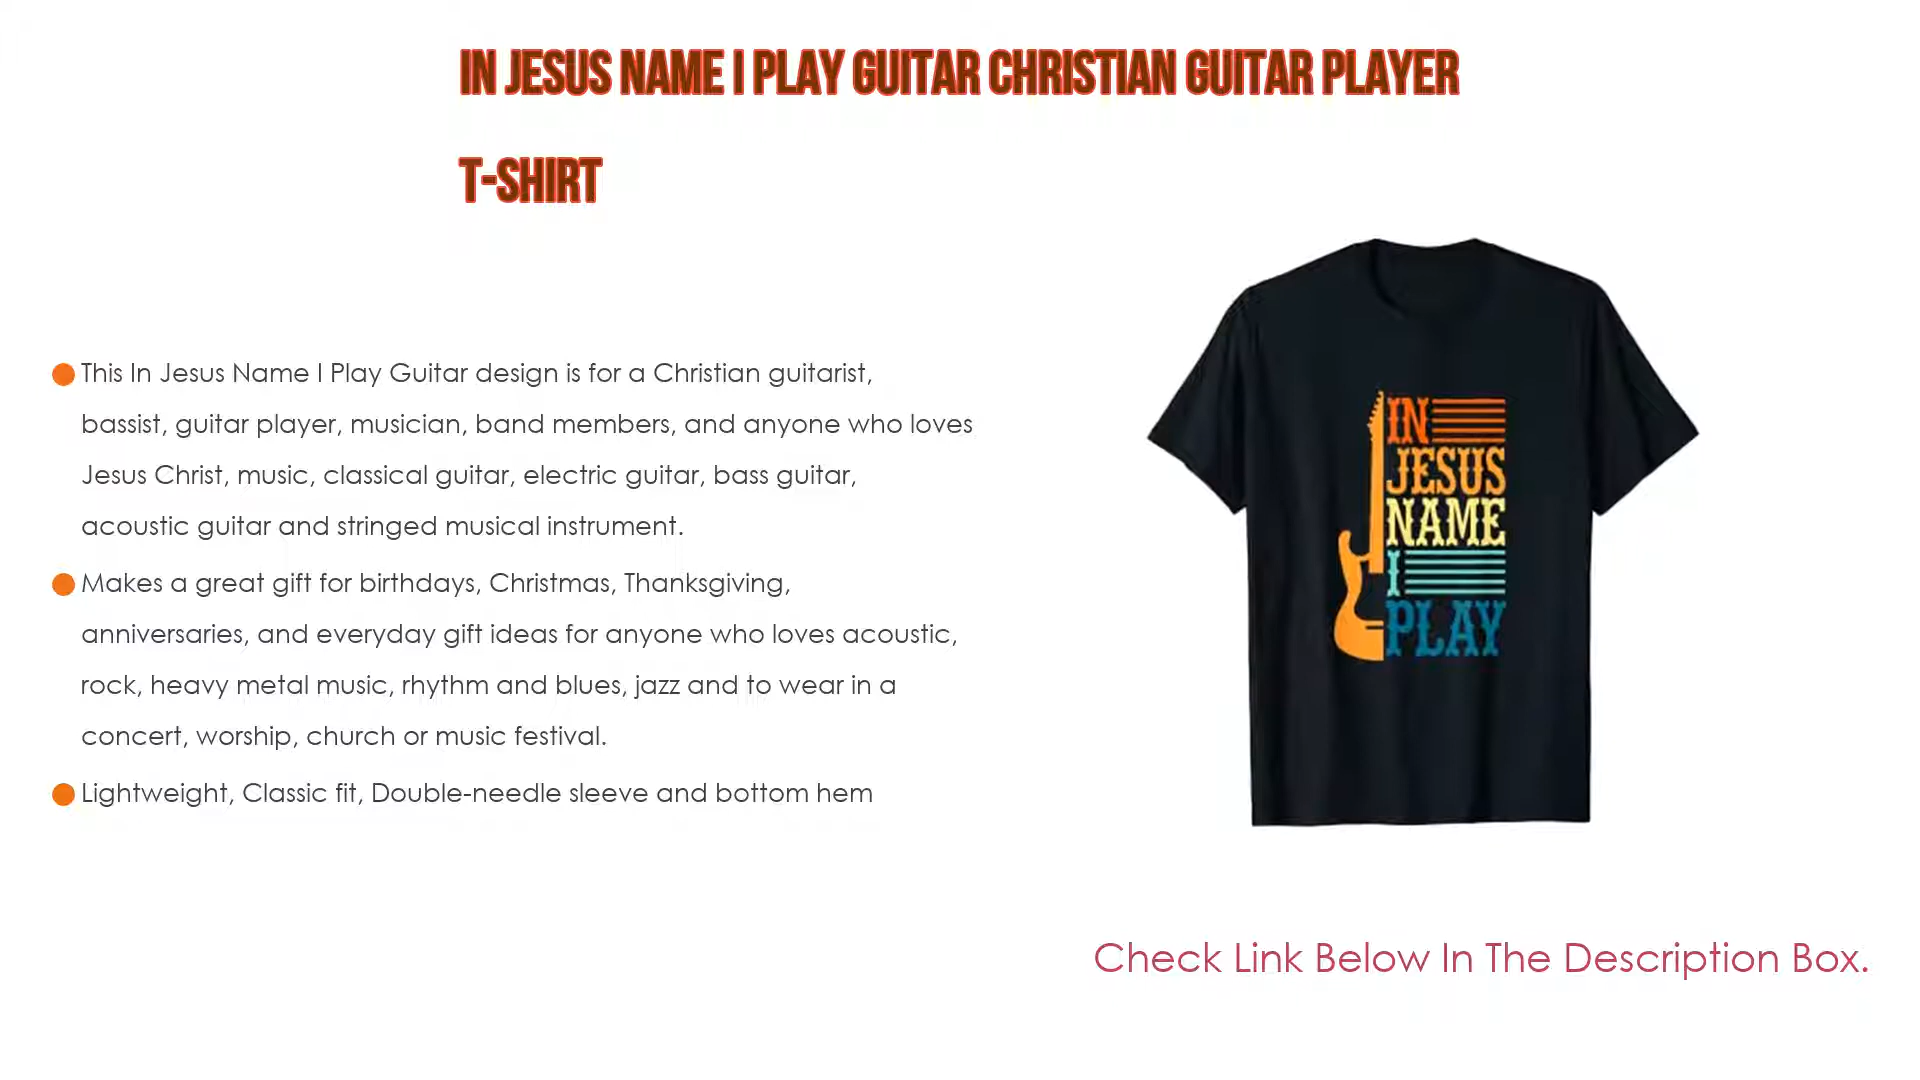 IN JESUS NAME I PLAY GUITAR CHRISTIAN GUITAR PLAYER
T-SHIRT
This In Jesus Name I Play Guitar design is for a Christian guitarist,
bassist, guitar player, musician, band members, and anyone who loves
Jesus Christ, music, classical guitar, electric guitar, bass guitar,
acoustic guitar and stringed musical instrument.
Makes a great gift for birthdays, Christmas, Thanksgiving,
anniversaries, and everyday gift ideas for anyone who loves acoustic,
rock, heavy metal music, rhythm and blues, jazz and to wear in a
concert, worship, church or music festival.
Lightweight, Classic fit, Double-needle sleeve and bottom hem
IN
JESUS
NAME
I
PLAY
Check Link Below In The Description Box.